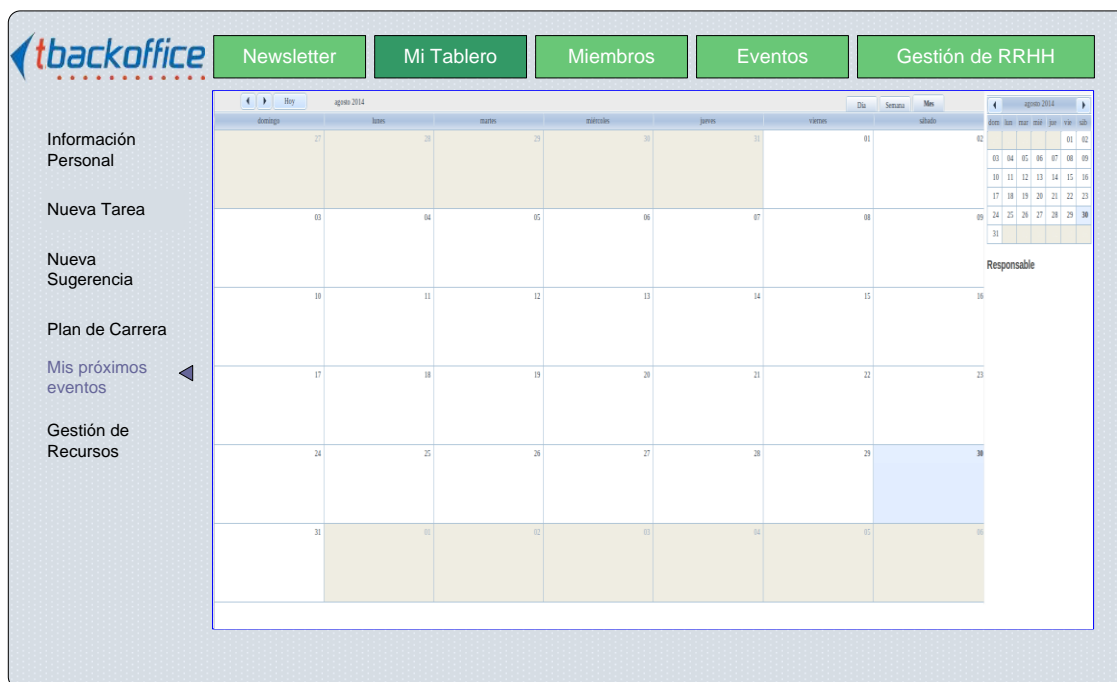 tbackoffice
Newsletter Mi Tablero Miembros Eventos Gestión de RRHH
Hoy agosto 2014 Día Semana Mes
domingo lunes martes miércoles jueves viernes sábado
27 28 29 30 31 01 02
03 04 05 06 07 08 09
10 11 12 13 14 15 16
17 18 19 20 21 22 23
24 25 26 27 28 29 30
31 01 02 03 04 05 06
agosto 2014
dom lun mar mié jue vie sáb
01 02
03 04 05 06 07 08 09
10 11 12 13 14 15 16
17 18 19 20 21 22 23
24 25 26 27 28 29 30
31
Responsable
Información
Personal
Nueva Tarea
Nueva
Sugerencia
Plan de Carrera
Mis próximos
eventos
Gestión de
Recursos